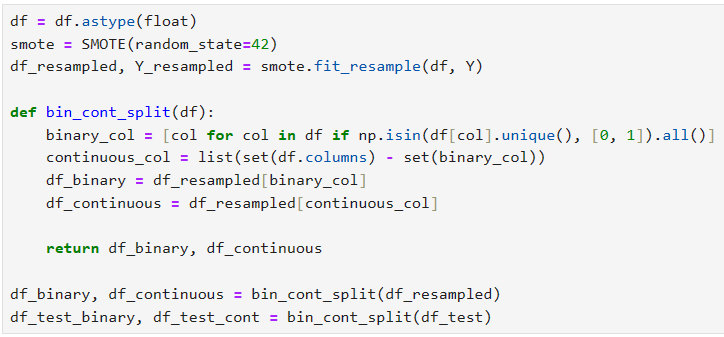 df = df.astype(float)
smote = SMOTE(random_state=42)
df_resampled, Y_resampled = smote.fit_resample(df, Y)

def bin_cont_split(df):
    binary_col = [col for col in df if np.isin(df[col].unique(), [0, 1]).all()]
    continuous_col = list(set(df.columns) - set(binary_col))
    df_binary = df_resampled[binary_col]
    df_continuous = df_resampled[continuous_col]

    return df_binary, df_continuous

df_binary, df_continuous = bin_cont_split(df_resampled)
df_test_binary, df_test_cont = bin_cont_split(df_test)